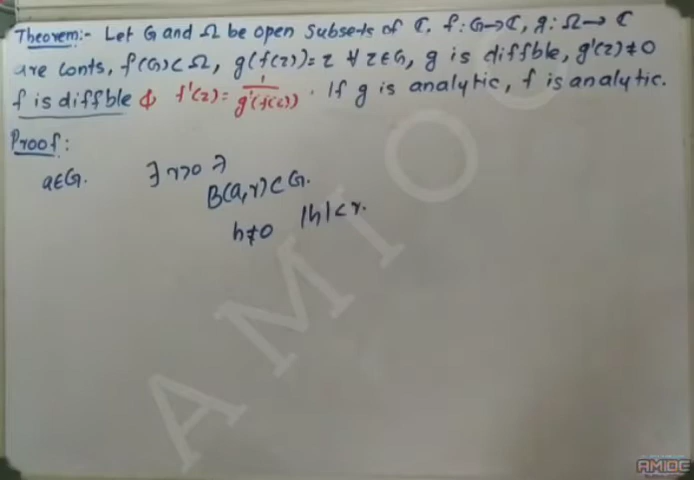 Theorem:- Let G and Ω be open subsets of ℂ. f: G→ℂ, g: Ω→ ℂ
are conts, f(G)⊂Ω, g(f(z))=z ∀ z∈G, g is diffble, g'(z)≠0
f is diffble & f'(z)= 1/g'(f(z)) . If g is analytic, f is analytic.
Proof:
a∈G. ∃ r>0 ∋
B(a,r)⊂G.
h≠0 |h|<r.
AMIOC
AMIOC